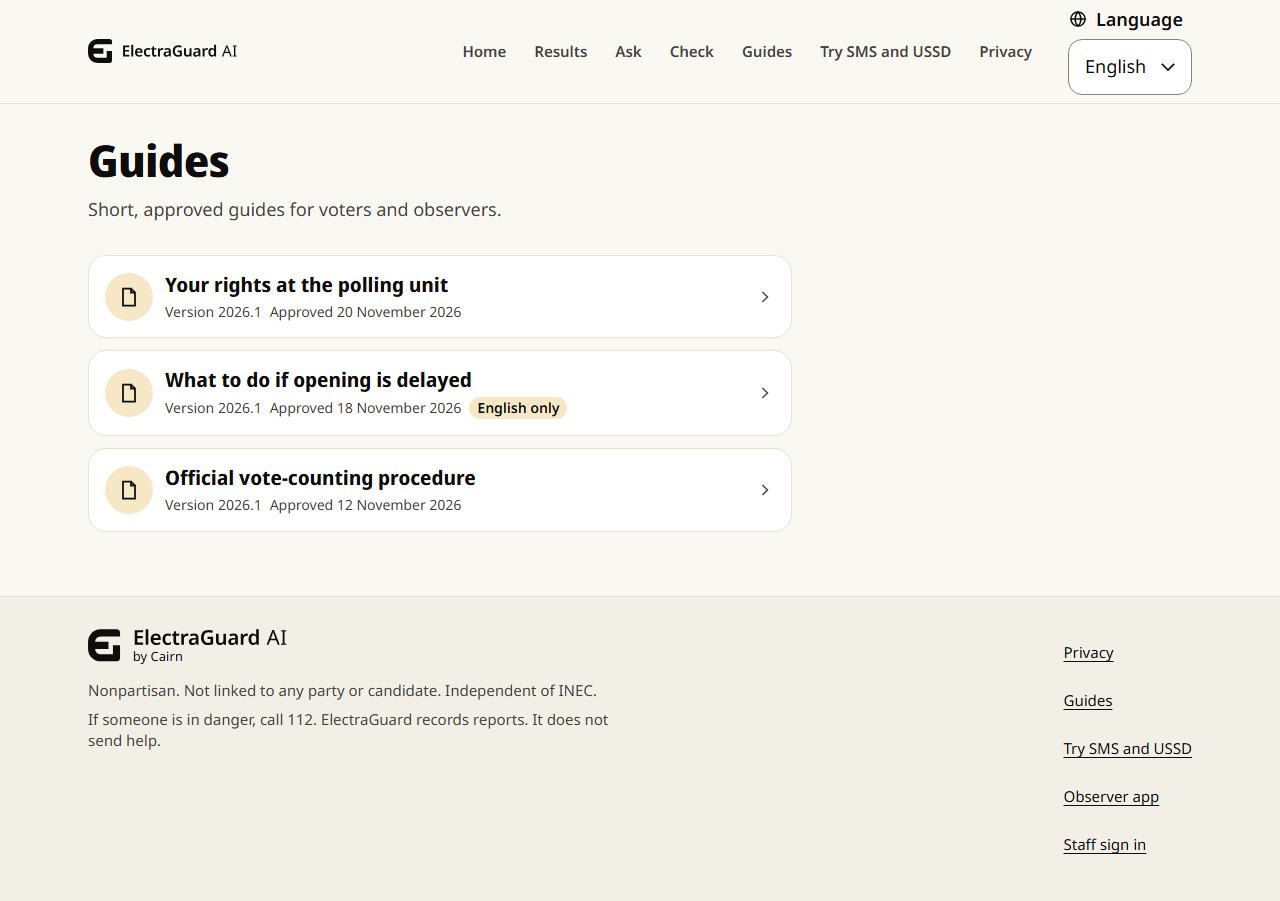 ElectraGuard AI
Home
Results
Ask
Check
Guides
Try SMS and USSD
Privacy
Language
English
Guides
Short, approved guides for voters and observers.
Your rights at the polling unit
Version 2026.1 Approved 20 November 2026
What to do if opening is delayed
Version 2026.1 Approved 18 November 2026 English only
Official vote-counting procedure
Version 2026.1 Approved 12 November 2026
ElectraGuard AI
by Cairn
Nonpartisan. Not linked to any party or candidate. Independent of INEC.
If someone is in danger, call 112. ElectraGuard records reports. It does not
send help.
Privacy
Guides
Try SMS and USSD
Observer app
Staff sign in